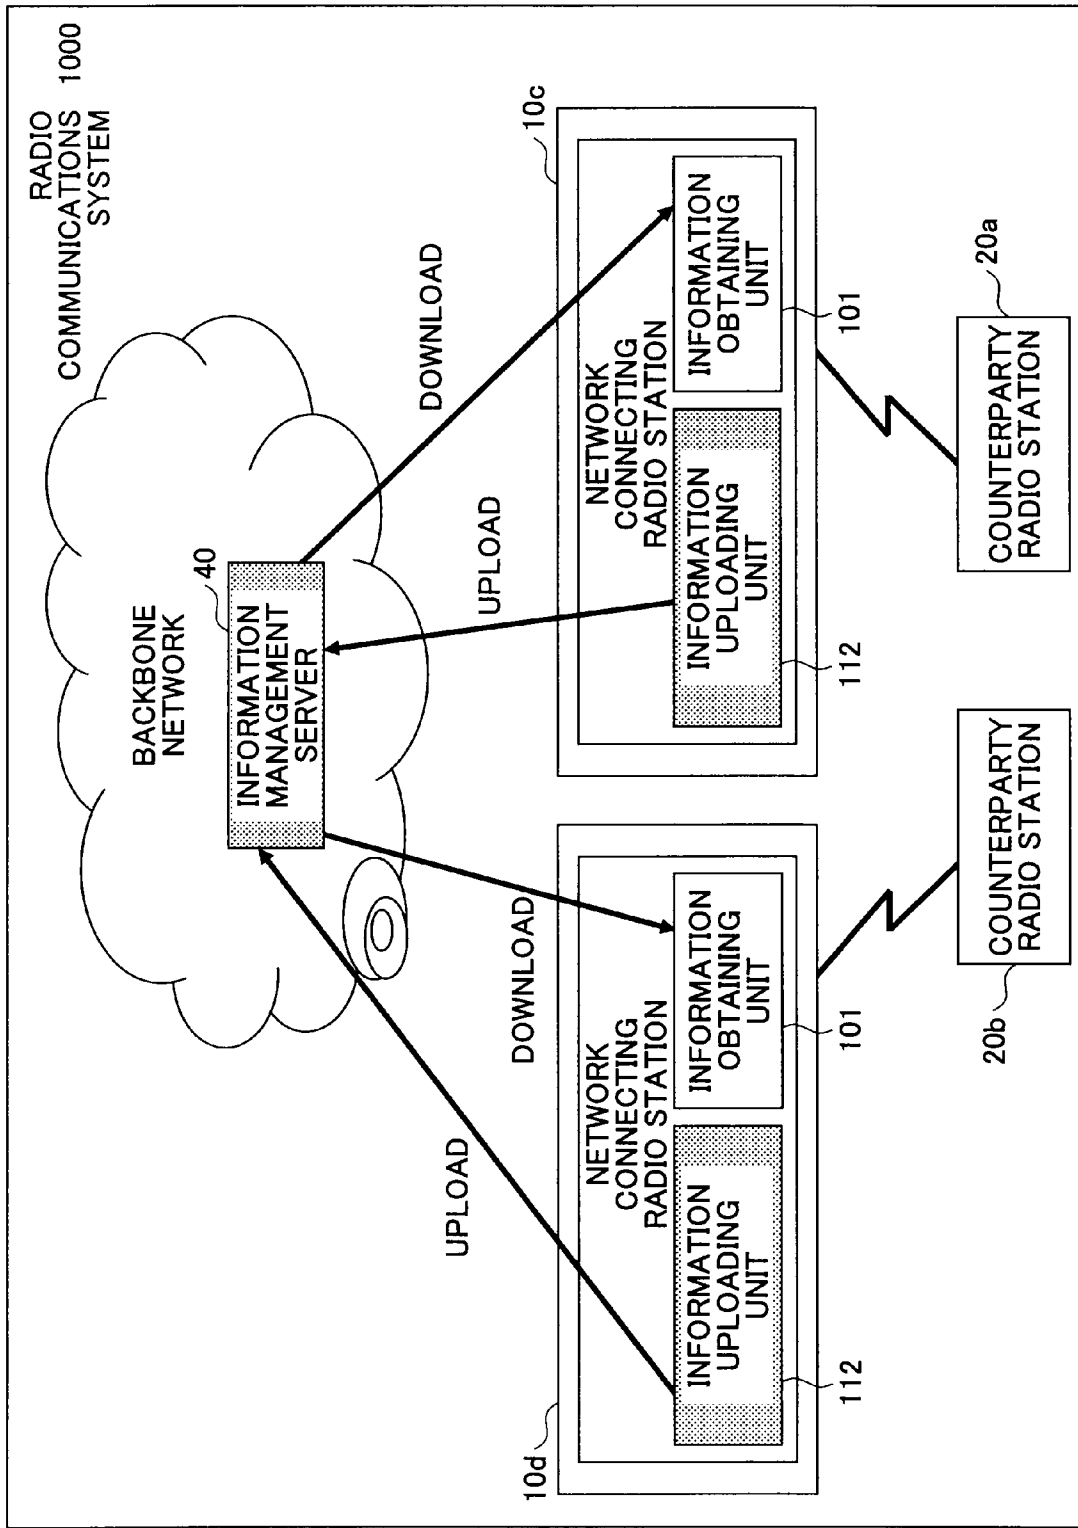 RADIO
COMMUNICATIONS 1000
SYSTEM
BACKBONE
NETWORK
40
INFORMATION
MANAGEMENT
SERVER
UPLOAD
DOWNLOAD
UPLOAD
DOWNLOAD
10d
NETWORK
CONNECTING
RADIO STATION
INFORMATION
UPLOADING
UNIT
112
INFORMATION
OBTAINING
UNIT
101
10c
NETWORK
CONNECTING
RADIO STATION
INFORMATION
UPLOADING
UNIT
112
INFORMATION
OBTAINING
UNIT
101
20b
COUNTERPARTY
RADIO STATION
20a
COUNTERPARTY
RADIO STATION